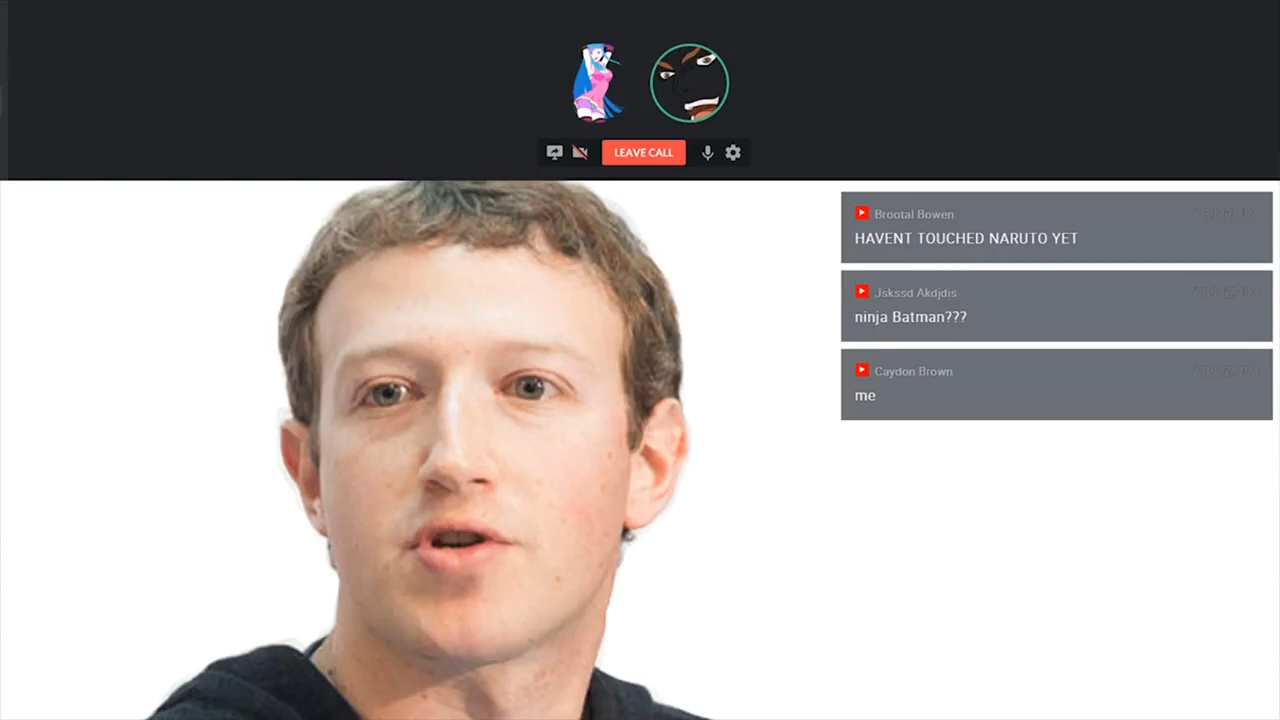 LEAVE CALL
Brootal Bowen
HAVENT TOUCHED NARUTO YET
Jskssd Akdjdis
ninja Batman???
Caydon Brown
me